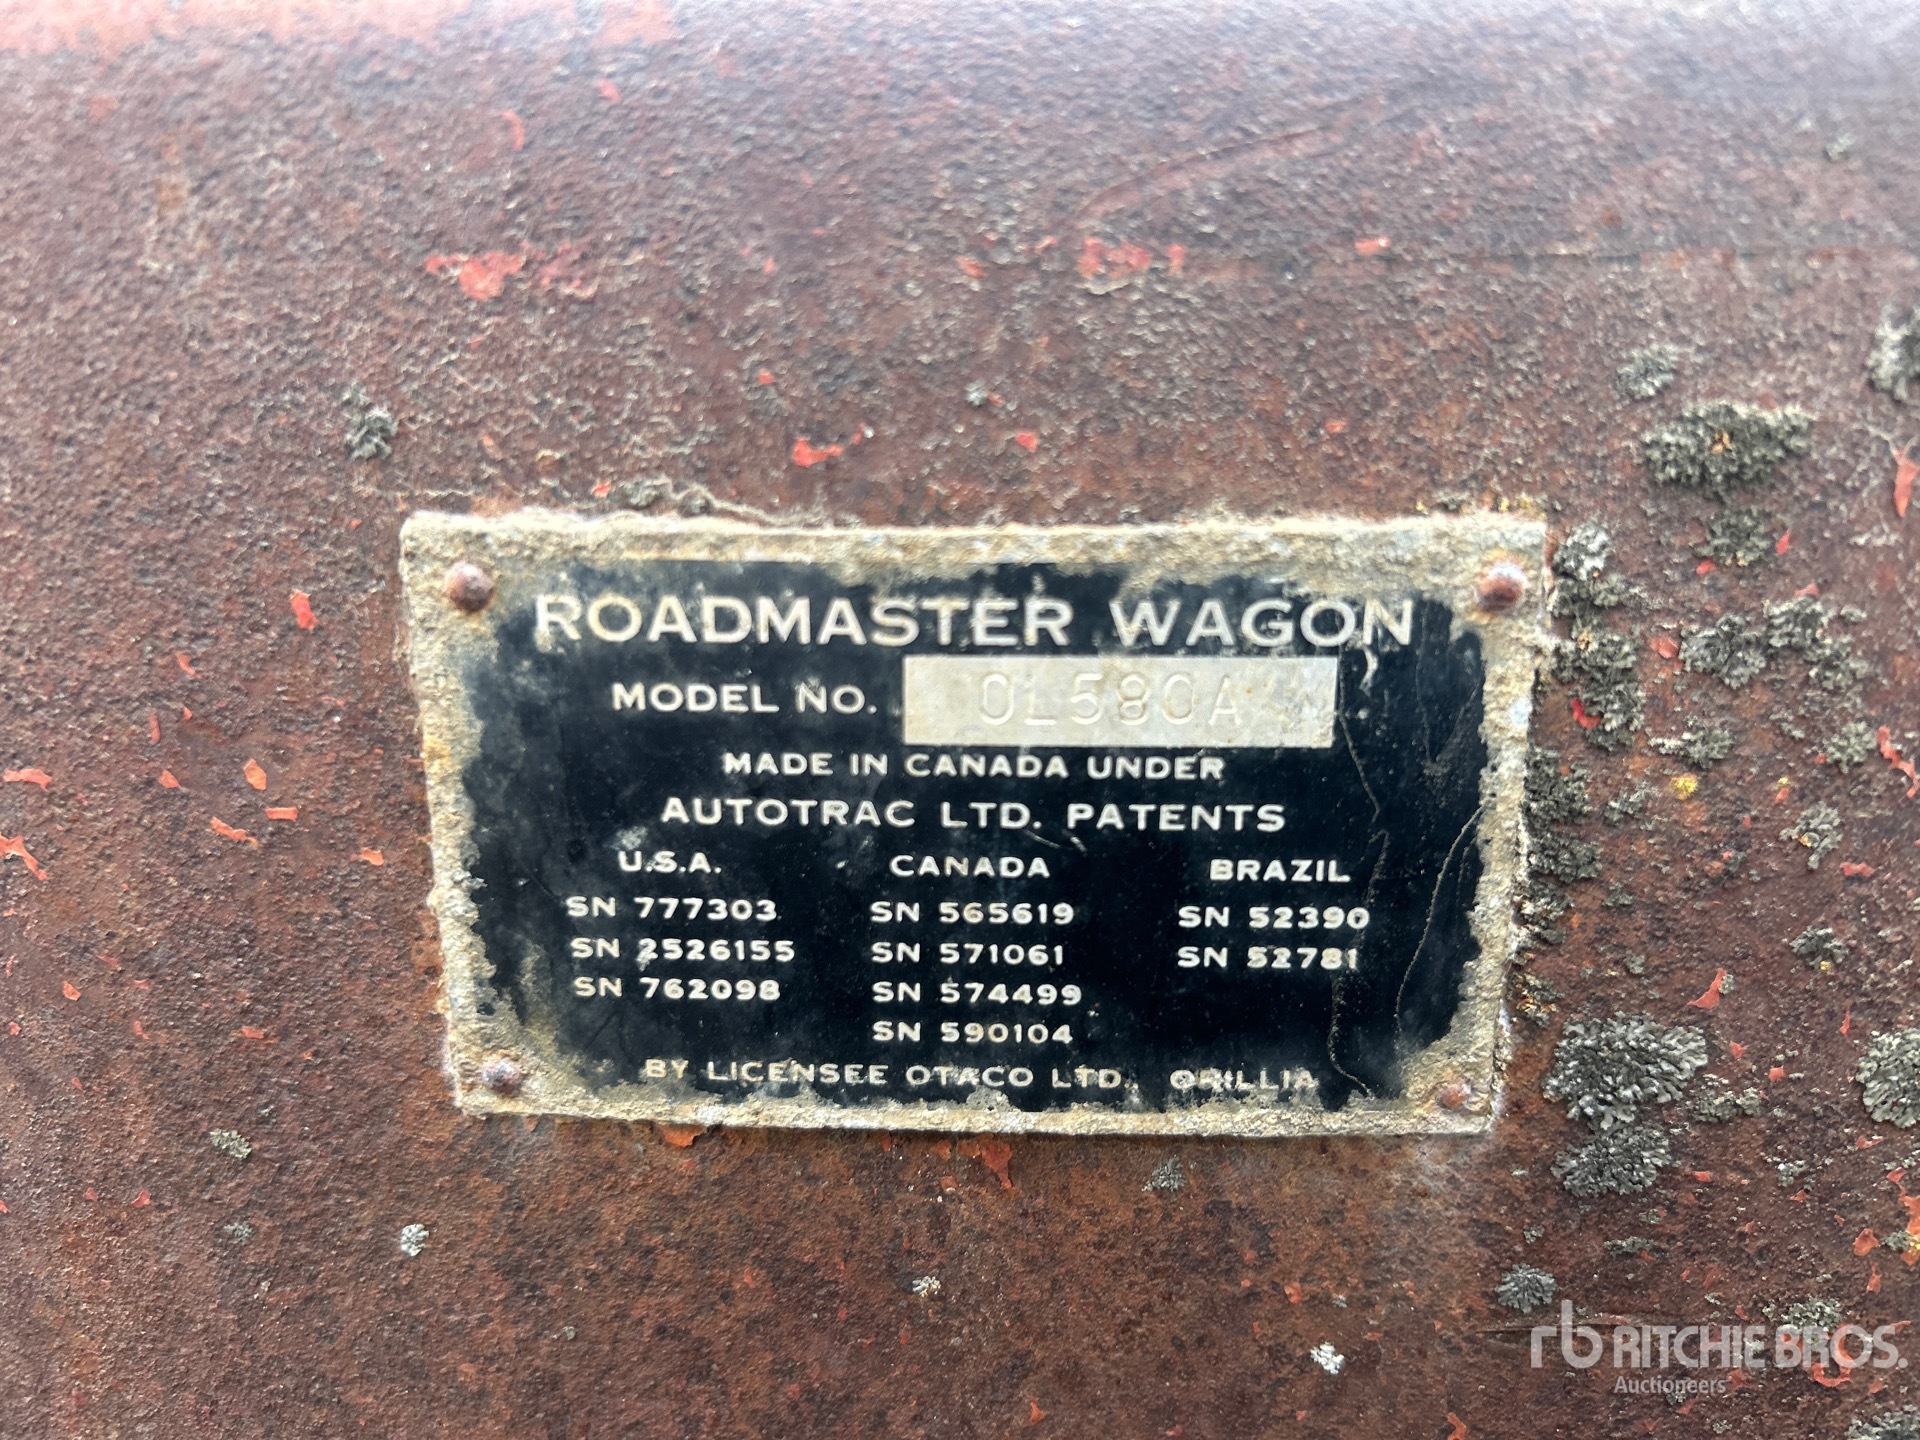 ROADMASTER WAGON
MODEL NO. OL580A
MADE IN CANADA UNDER
AUTOTRAC LTD. PATENTS
U.S.A. CANADA BRAZIL
SN 777303 SN 565619 SN 52390
SN 2526155 SN 571061 SN 52781
SN 762098 SN 574499
SN 590104
BY LICENSEE OTACO LTD. ORILLIA
rb RITCHIE BROS.
Auctioneers